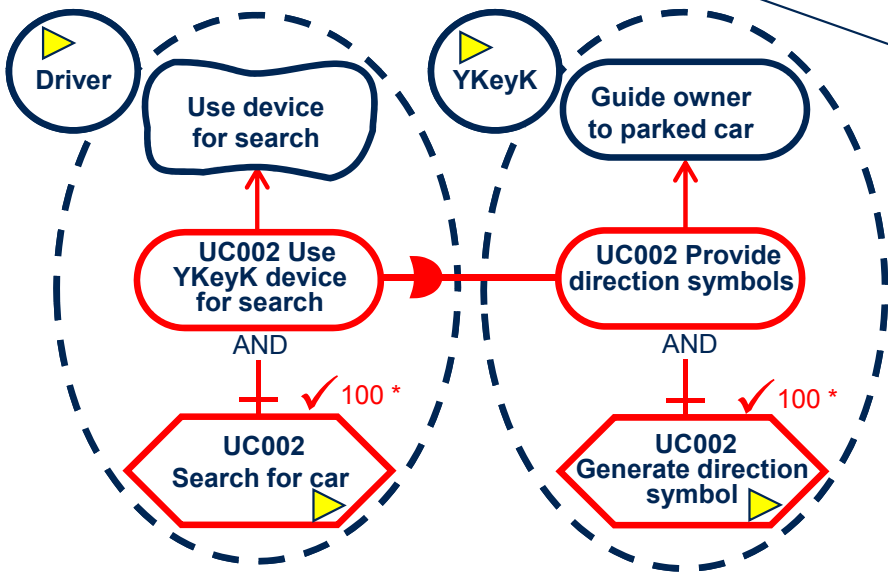 Driver
Use device
for search
UC002 Use
YKeyK device
for search
AND
✓ 100 *
UC002
Search for car
YKeyK
Guide owner
to parked car
UC002 Provide
direction symbols
AND
✓ 100 *
UC002
Generate direction
symbol